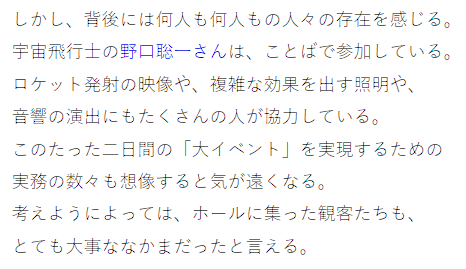 しかし、背後には何人も何人もの人々の存在を感じる。
宇宙飛行士の野口聡一さんは、ことばで参加している。
ロケット発射の映像や、複雑な効果を出す照明や、
音響の演出にもたくさんの人が協力している。
このたった二日間の「大イベント」を実現するための
実務の数々も想像すると気が遠くなる。
考えようによっては、ホールに集った観客たちも、
とても大事ななかまだったと言える。